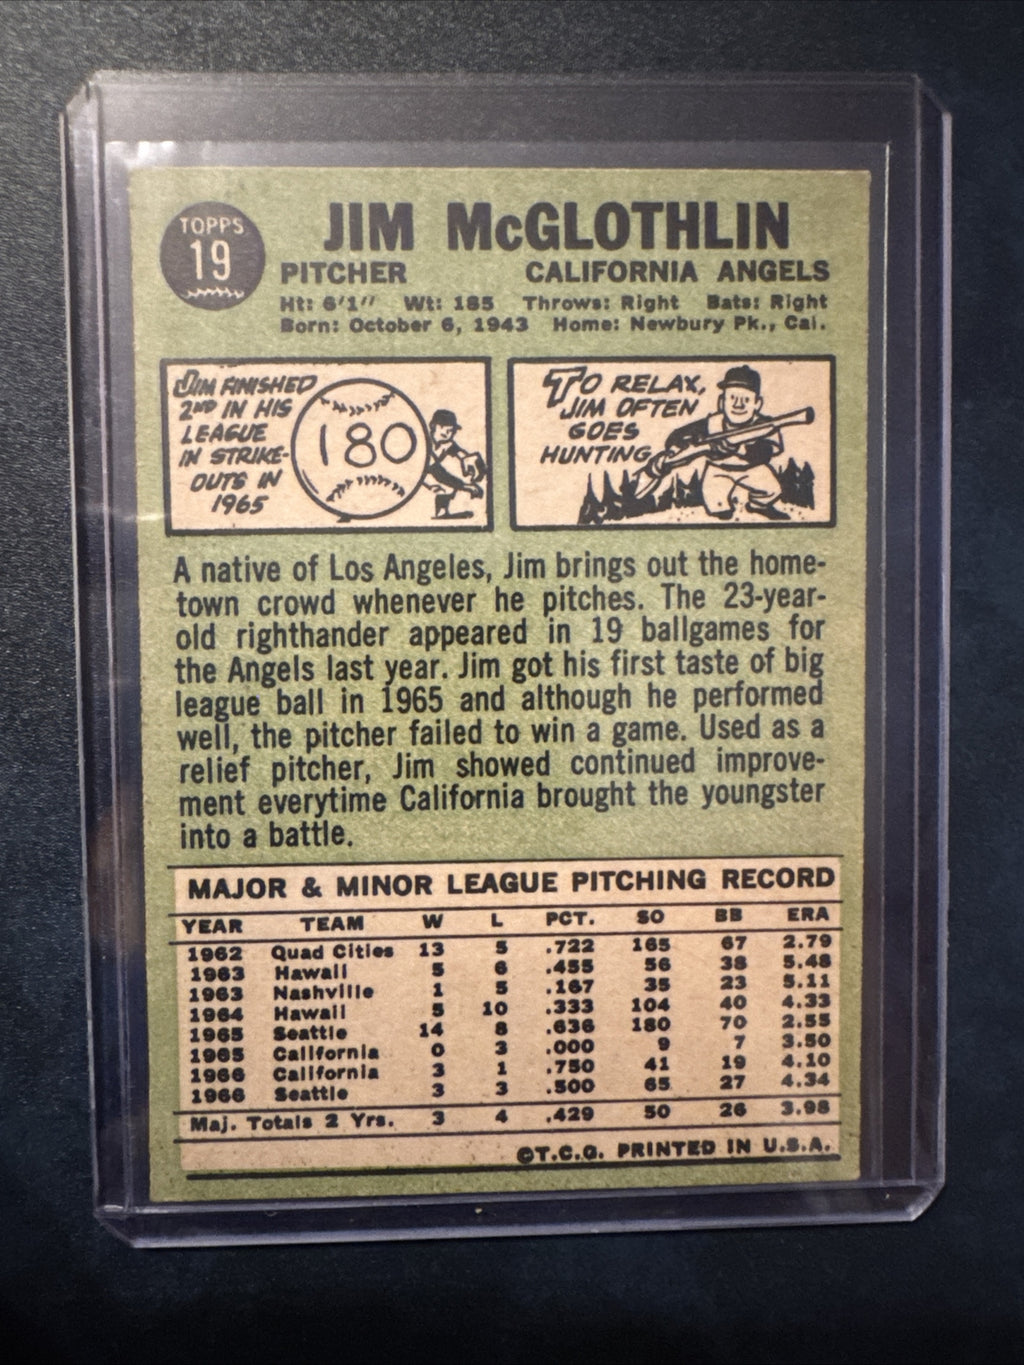 TOPPS
19
JIM McGLOTHLIN
PITCHER CALIFORNIA ANGELS
Ht: 6'1" Wt: 185 Throws: Right Bats: Right
Born: October 6, 1943 Home: Newbury Pk., Cal.
JIM FINISHED
2ND IN HIS
LEAGUE
IN STRIKE-
OUTS IN
1965
180
TO RELAX,
JIM OFTEN
GOES
HUNTING
A native of Los Angeles, Jim brings out the home-
town crowd whenever he pitches. The 23-year-
old righthander appeared in 19 ballgames for
the Angels last year. Jim got his first taste of big
league ball in 1965 and although he performed
well, the pitcher failed to win a game. Used as a
relief pitcher, Jim showed continued improve-
ment everytime California brought the youngster
into a battle.
MAJOR & MINOR LEAGUE PITCHING RECORD
YEAR TEAM W L PCT. SO BB ERA
1962 Quad Cities 13 5 .722 165 67 2.79
1963 Hawaii 5 6 .455 56 38 5.48
1963 Nashville 1 5 .167 35 23 5.11
1964 Hawaii 5 10 .333 104 40 4.33
1965 Seattle 14 8 .636 180 70 2.55
1965 California 0 3 .000 9 7 3.50
1966 California 3 1 .750 41 19 4.10
1966 Seattle 3 3 .500 65 27 4.34
Maj. Totals 2 Yrs. 3 4 .429 50 26 3.98
©T.C.G. PRINTED IN U.S.A.